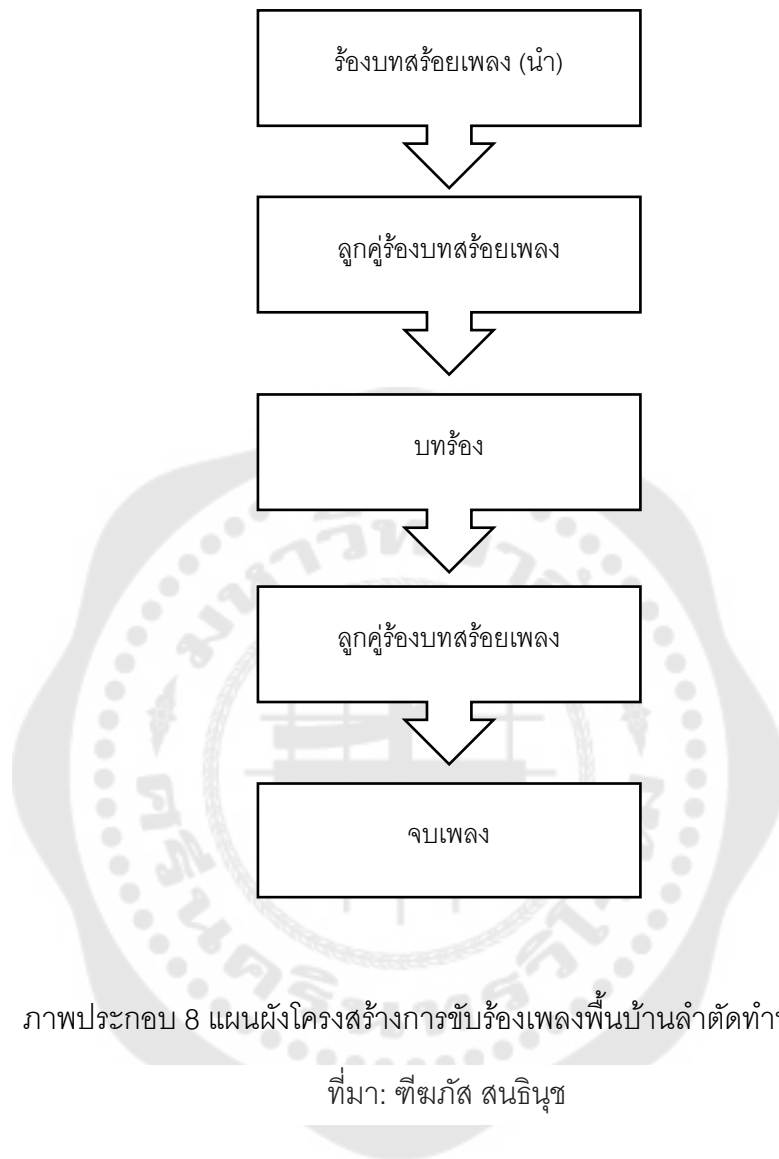 ร้องบทสร้อยเพลง (นำ)
ลูกคู่ร้องบทสร้อยเพลง
บทร้อง
ลูกคู่ร้องบทสร้อยเพลง
จบเพลง
ภาพประกอบ 8 แผนผังโครงสร้างการขับร้องเพลงพื้นบ้านลำตัด
ที่มา: ฑีฆภัส สนธินุช